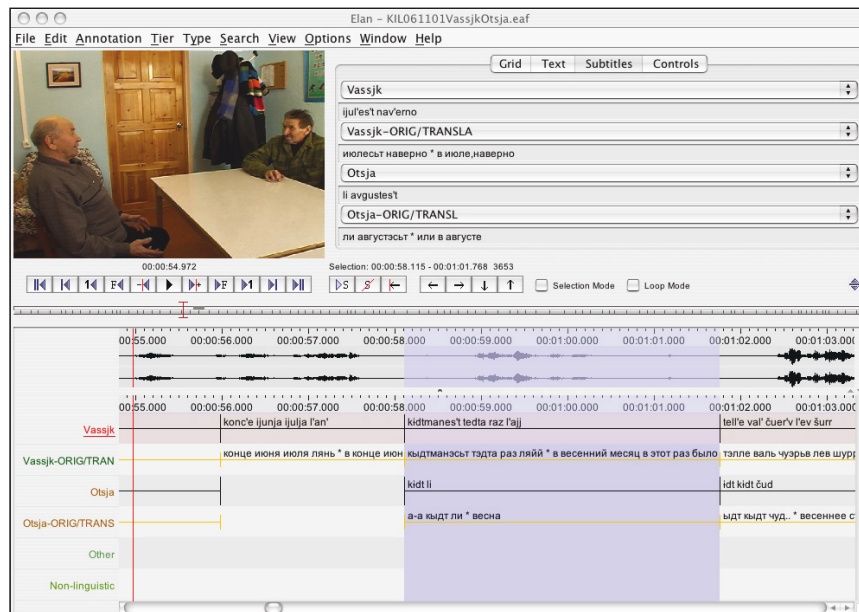 Elan – KIL061101VassjkOtsja.eaf
File Edit Annotation Tier Type Search View Options Window Help
Grid Text Subtitles Controls
Vassjk
ijul'es't nav'erno
Vassjk-ORIG/TRANSLA
июлесьт наверно * в июле,наверно
Otsja
li avgustes't
Otsja-ORIG/TRANSL
ли августэсьт * или в августе
00:00:54.972
Selection: 00:00:58.115 - 00:01:01.768 3653
Selection Mode Loop Mode
00:55.000 00:00:56.000 00:00:57.000 00:00:58.000 00:00:59.000 00:01:00.000 00:01:01.000 00:01:02.000 00:01:03.000
00:55.000 00:00:56.000 00:00:57.000 00:00:58.000 00:00:59.000 00:01:00.000 00:01:01.000 00:01:02.000 00:01:03.000
Vassjk konc'e ijunja ijulja l'an' kidtmanes't tedta raz l'ajj tell'e val' čuer'v l'ev šurr
Vassjk-ORIG/TRAN конце июня июля лянь * в конце июн кыдтманэсьт тэдта раз ляйй * в весенний месяц в этот раз было тэлле валь чуэрьв лев шурр
Otsja kidt li idt kidt čud
Otsja-ORIG/TRANS а-а кыдт ли * весна ыдт кыдт чуд.. * весеннее с
Other
Non-linguistic